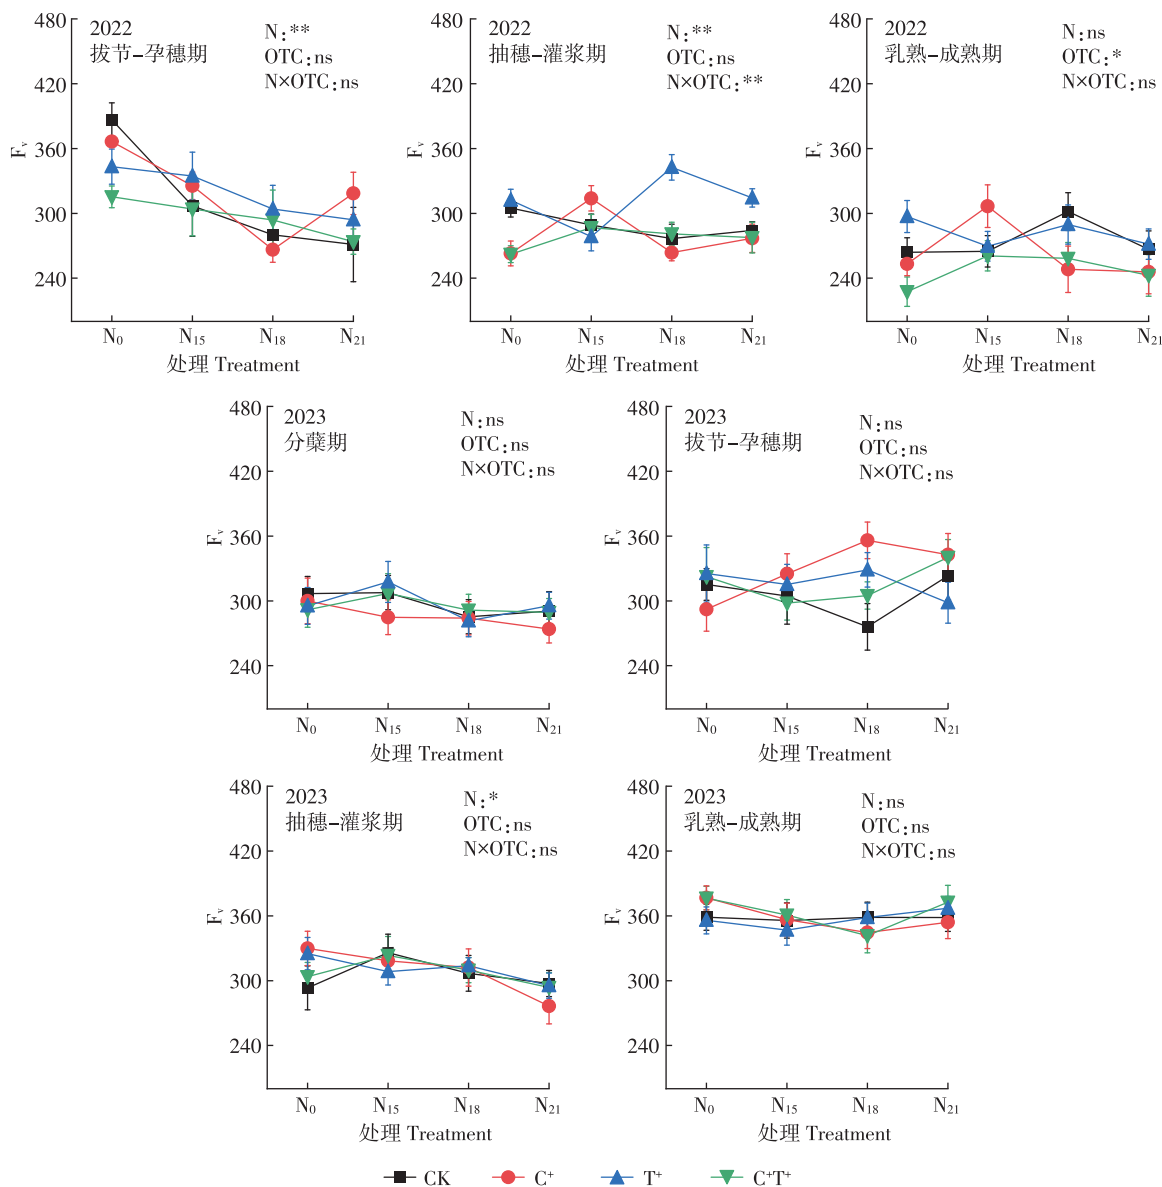 480
420
360
300
240
F_v
2022
拔节-孕穗期
N:**
OTC:ns
N×OTC:ns
N₀ N₁₅ N₁₈ N₂₁
处理 Treatment
480
420
360
300
240
F_v
2022
抽穗-灌浆期
N:**
OTC:ns
N×OTC:**
N₀ N₁₅ N₁₈ N₂₁
处理 Treatment
480
420
360
300
240
F_v
2022
乳熟-成熟期
N:ns
OTC:*
N×OTC:ns
N₀ N₁₅ N₁₈ N₂₁
处理 Treatment
480
420
360
300
240
F_v
2023
分蘖期
N:ns
OTC:ns
N×OTC:ns
N₀ N₁₅ N₁₈ N₂₁
处理 Treatment
480
420
360
300
240
F_v
2023
拔节-孕穗期
N:ns
OTC:ns
N×OTC:ns
N₀ N₁₅ N₁₈ N₂₁
处理 Treatment
480
420
360
300
240
F_v
2023
抽穗-灌浆期
N:*
OTC:ns
N×OTC:ns
N₀ N₁₅ N₁₈ N₂₁
处理 Treatment
480
420
360
300
240
F_v
2023
乳熟-成熟期
N:ns
OTC:ns
N×OTC:ns
N₀ N₁₅ N₁₈ N₂₁
处理 Treatment
CK C⁺ T⁺ C⁺T⁺